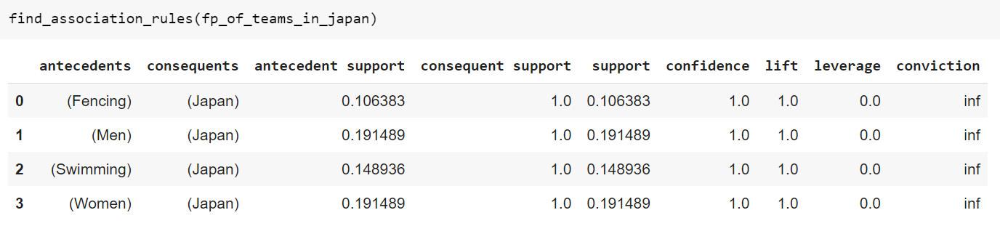 find_association_rules(fp_of_teams_in_japan)
antecedents consequents antecedent support consequent support support confidence lift leverage conviction
0 (Fencing) (Japan) 0.106383 1.0 0.106383 1.0 1.0 0.0 inf
1 (Men) (Japan) 0.191489 1.0 0.191489 1.0 1.0 0.0 inf
2 (Swimming) (Japan) 0.148936 1.0 0.148936 1.0 1.0 0.0 inf
3 (Women) (Japan) 0.191489 1.0 0.191489 1.0 1.0 0.0 inf